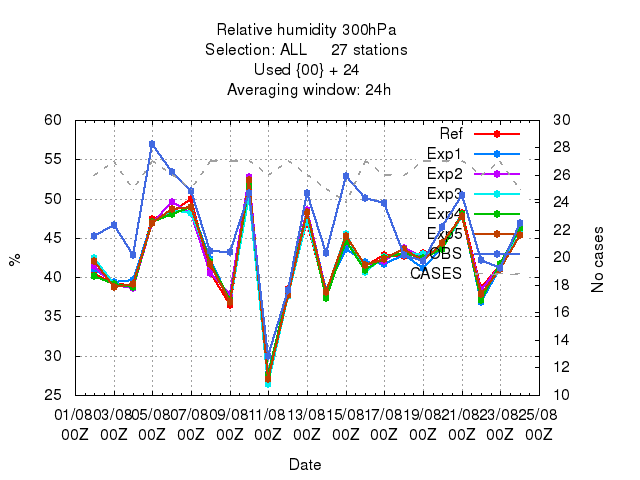 Relative humidity 300hPa
Selection: ALL     27 stations
Used {00} + 24
Averaging window: 24h
60
55
50
45
40
35
30
25
%
30
28
26
24
22
20
18
16
14
12
10
No cases
Ref
Exp1
Exp2
Exp3
Exp4
Exp5
OBS
CASES
01/08 03/08 05/08 07/08 09/08 11/08 13/08 15/08 17/08 19/08 21/08 23/08 25/08
00Z 00Z 00Z 00Z 00Z 00Z 00Z 00Z 00Z 00Z 00Z 00Z 00Z
Date